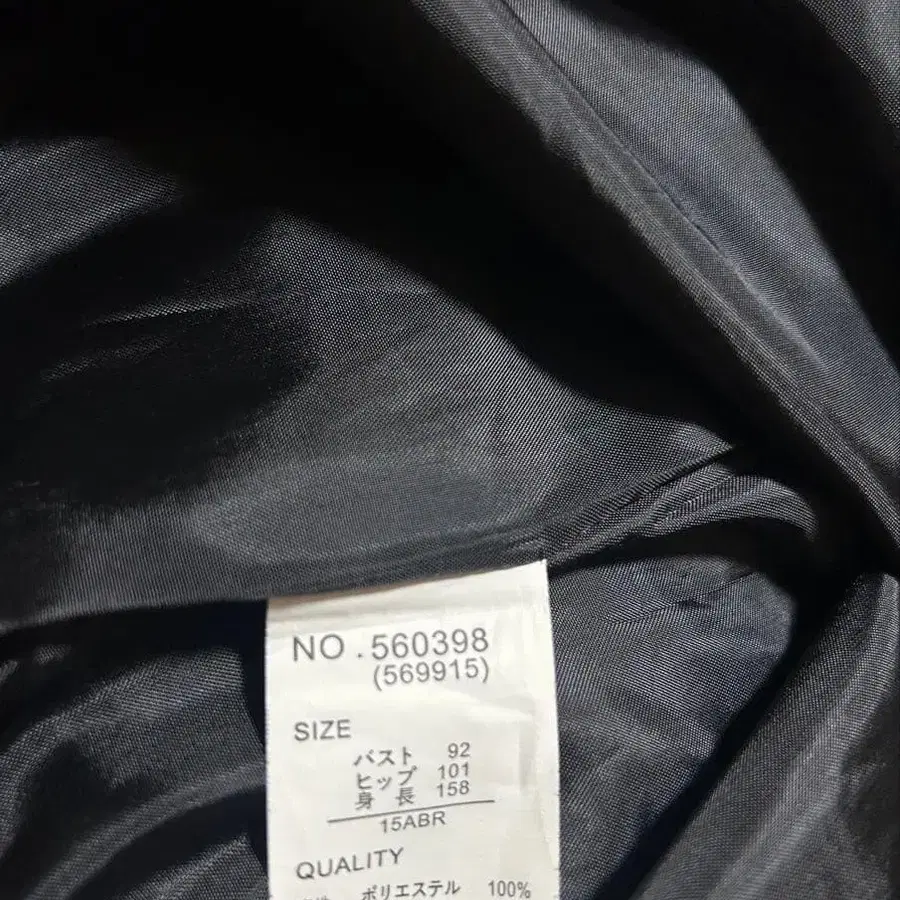 NO.560398
(569915)
SIZE
バスト 92
ヒップ 101
身長 158
15ABR
QUALITY
ポリエステル 100%